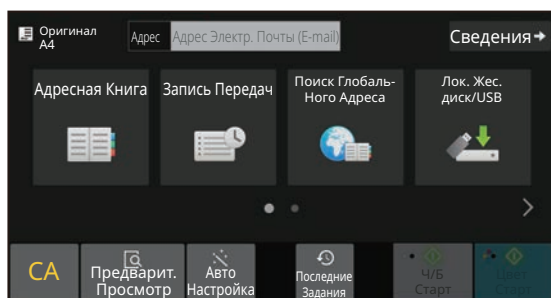 Оригинал
A4
Адрес
Адрес Электр. Почты (E-mail)
Сведения
Адресная Книга
Запись Передач
Поиск Глобаль-
Ного Адреса
Лок. Жес.
диск/USB
CA
Предварит.
Просмотр
Авто
Настройка
Последние
Задания
Ч/Б
Старт
Цвет
Старт